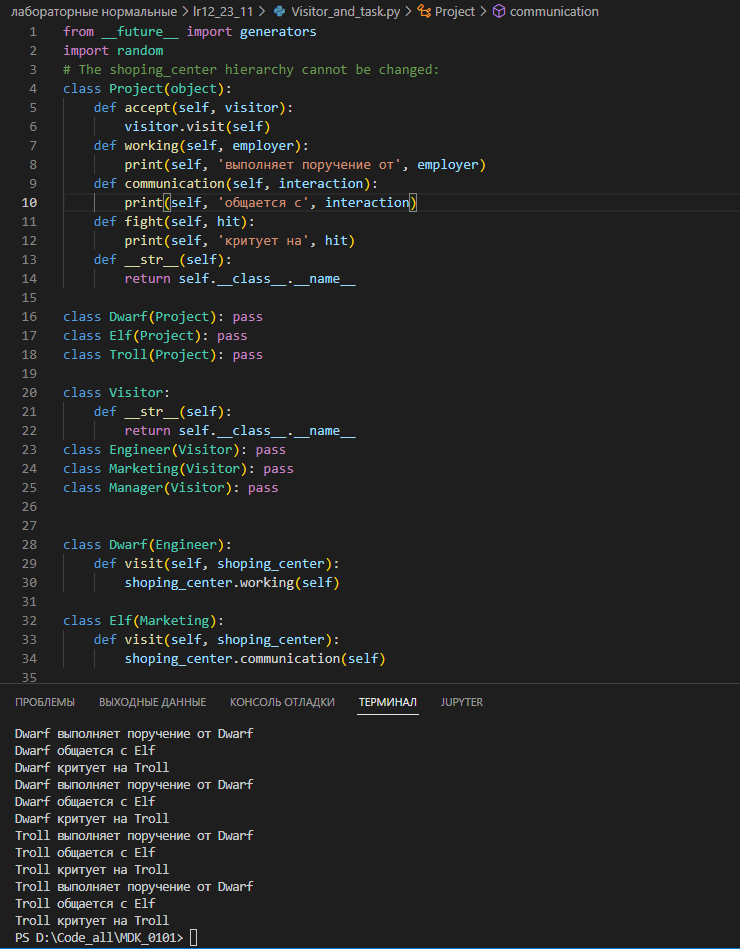 лабораторные нормальные > lr12_23_11 > Visitor_and_task.py > Project > communication
1 from __future__ import generators
2 import random
3 # The shoping_center hierarchy cannot be changed:
4 class Project(object):
5 def accept(self, visitor):
6 visitor.visit(self)
7 def working(self, employer):
8 print(self, 'выполняет поручение от', employer)
9 def communication(self, interaction):
10 print(self, 'общается с', interaction)
11 def fight(self, hit):
12 print(self, 'критует на', hit)
13 def __str__(self):
14 return self.__class__.__name__
15
16 class Dwarf(Project): pass
17 class Elf(Project): pass
18 class Troll(Project): pass
19
20 class Visitor:
21 def __str__(self):
22 return self.__class__.__name__
23 class Engineer(Visitor): pass
24 class Marketing(Visitor): pass
25 class Manager(Visitor): pass
26
27
28 class Dwarf(Engineer):
29 def visit(self, shoping_center):
30 shoping_center.working(self)
31
32 class Elf(Marketing):
33 def visit(self, shoping_center):
34 shoping_center.communication(self)
35
ПРОБЛЕМЫ ВЫХОДНЫЕ ДАННЫЕ КОНСОЛЬ ОТЛАДКИ ТЕРМИНАЛ JUPYTER
Dwarf выполняет поручение от Dwarf
Dwarf общается с Elf
Dwarf критует на Troll
Dwarf выполняет поручение от Dwarf
Dwarf общается с Elf
Dwarf критует на Troll
Troll выполняет поручение от Dwarf
Troll общается с Elf
Troll критует на Troll
Troll выполняет поручение от Dwarf
Troll общается с Elf
Troll критует на Troll
PS D:\Code_all\MDK_0101>